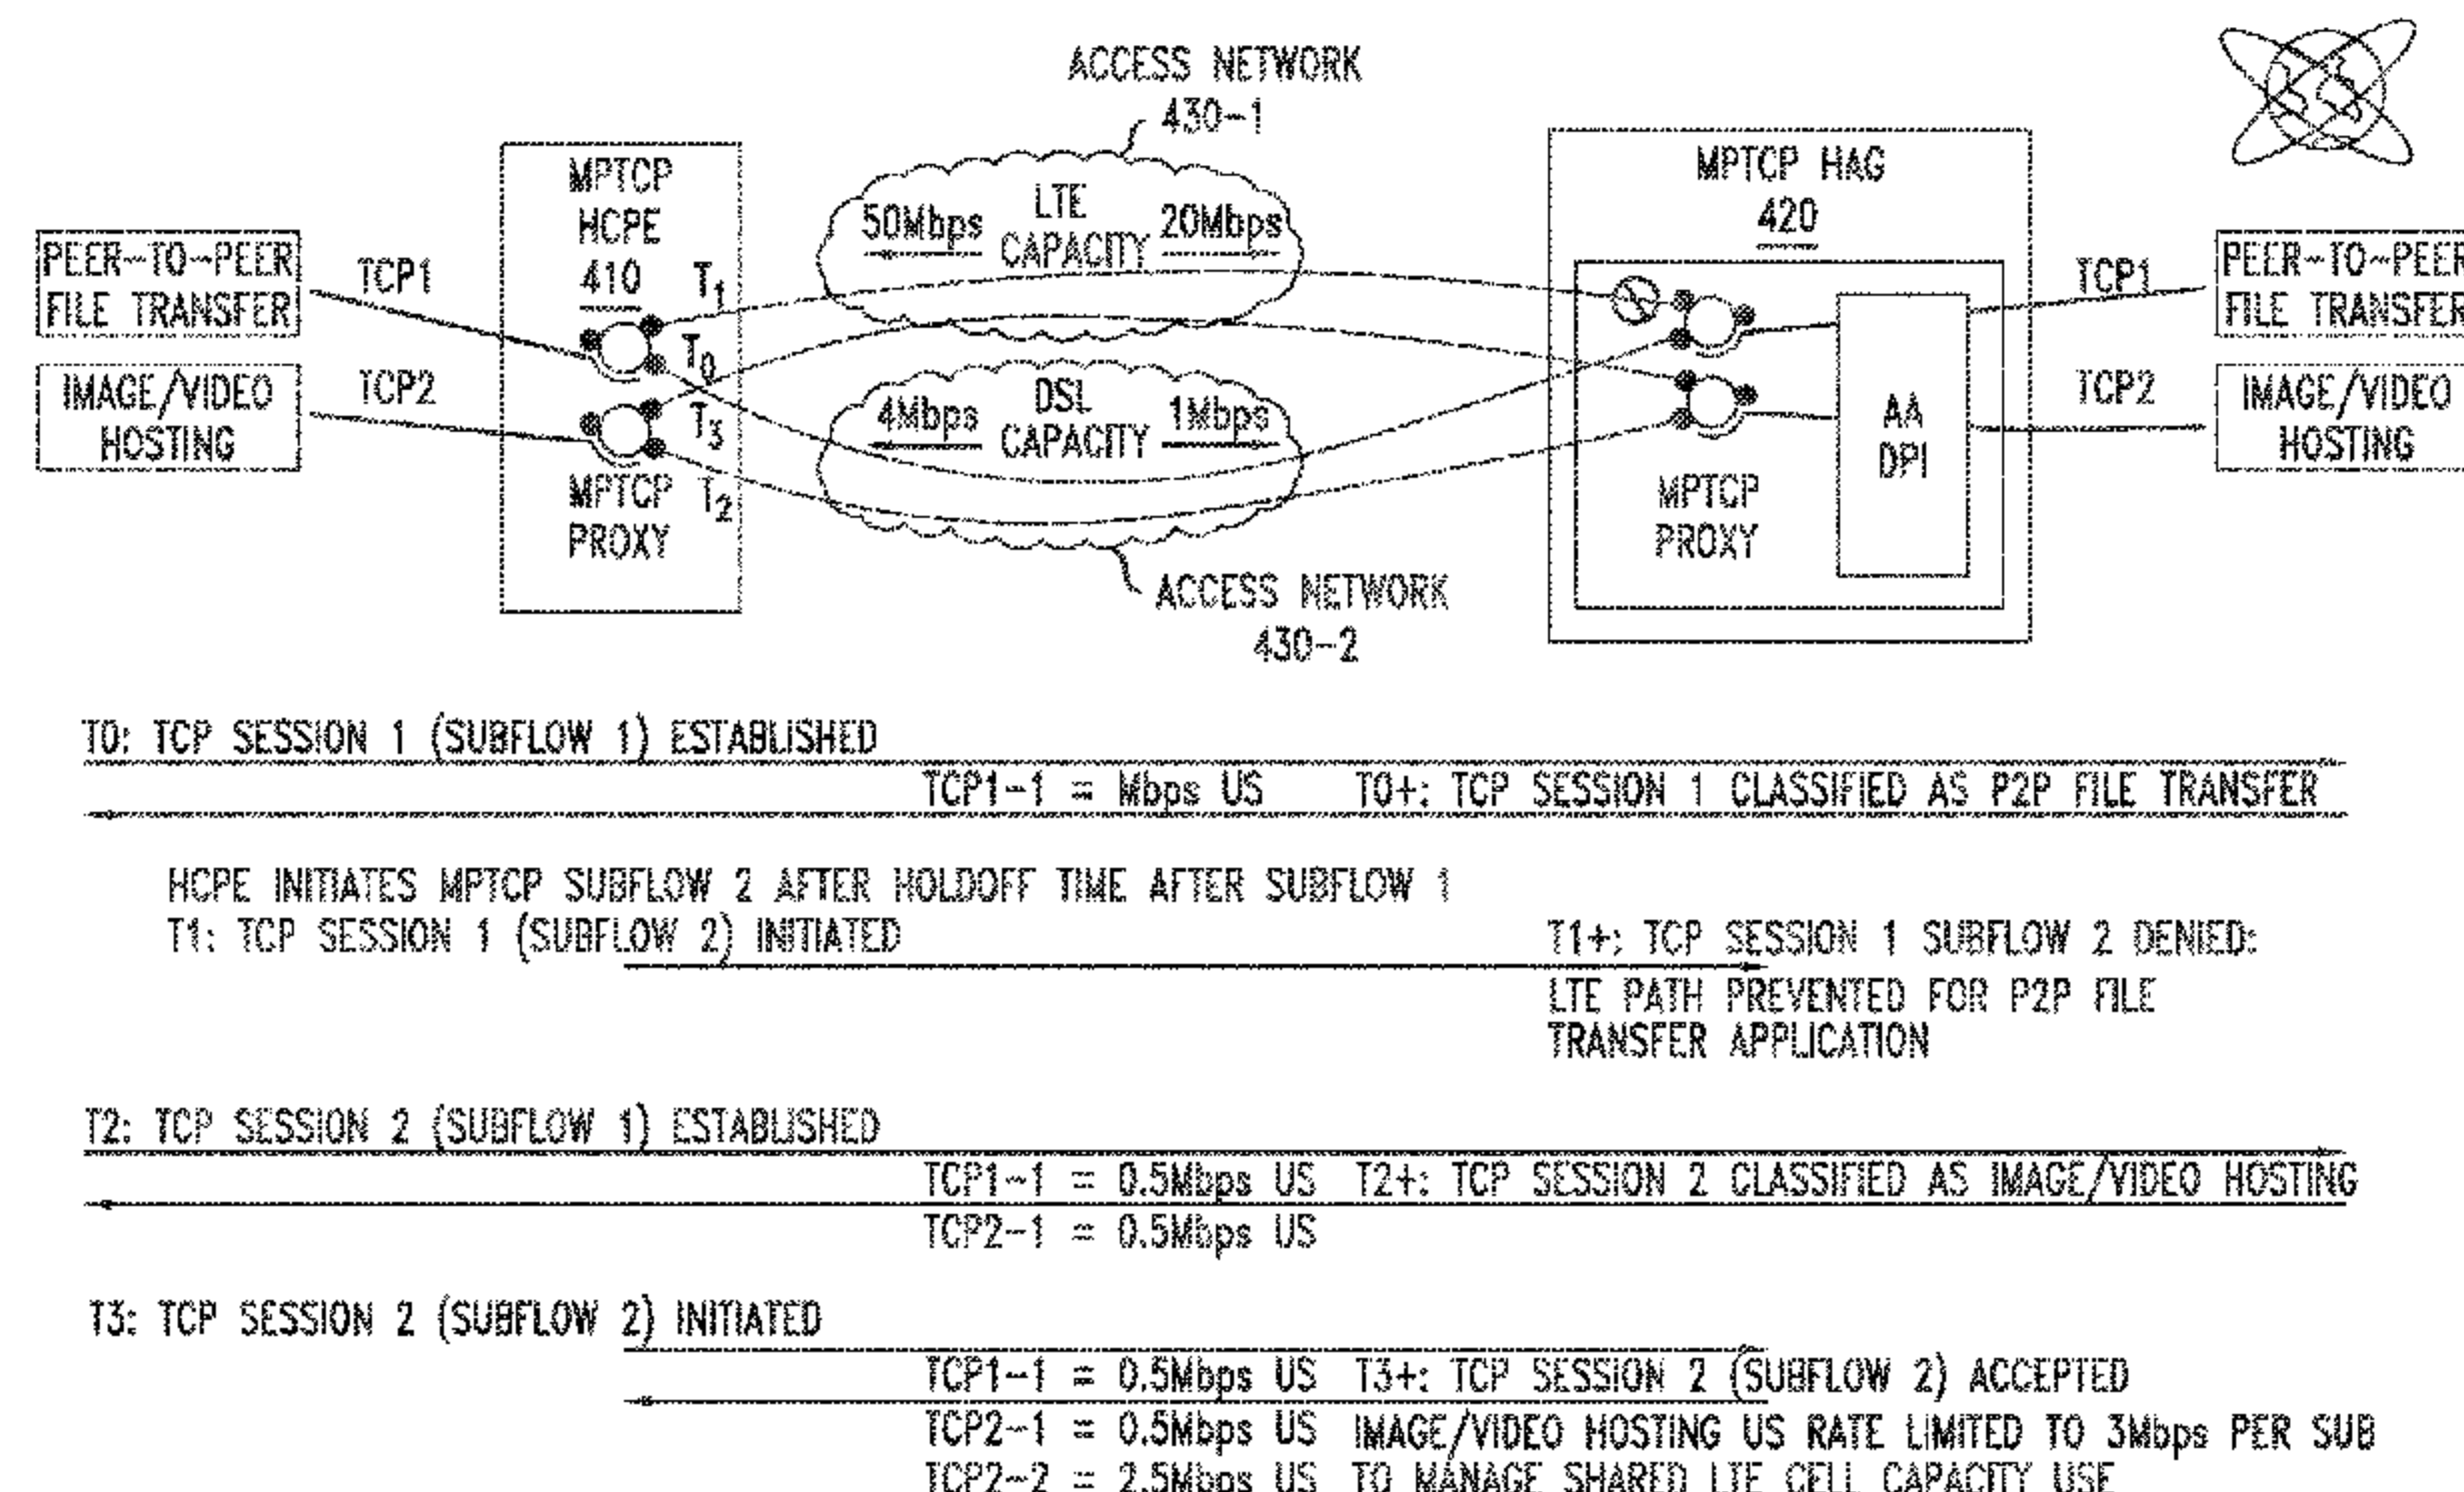 ACCESS NETWORK
430-1
MPTCP
HCPE
410
LTE
CAPACITY
50Mbps
20Mbps
MPTCP HAG
420
PEER-TO-PEER
FILE TRANSFER
TCP1
T1
T0
IMAGE/VIDEO
HOSTING
TCP2
T3
T2
MPTCP
PROXY
DSL
CAPACITY
4Mbps
1Mbps
ACCESS NETWORK
430-2
MPTCP
PROXY
AA
DPI
TCP1
PEER-TO-PEER
FILE TRANSFER
TCP2
IMAGE/VIDEO
HOSTING
T0: TCP SESSION 1 (SUBFLOW 1) ESTABLISHED
TCP1-1 = Mbps US T0+: TCP SESSION 1 CLASSIFIED AS P2P FILE TRANSFER
HCPE INITIATES MPTCP SUBFLOW 2 AFTER HOLDOFF TIME AFTER SUBFLOW 1
T1: TCP SESSION 1 (SUBFLOW 2) INITIATED
T1+: TCP SESSION 1 SUBFLOW 2 DENIED:
LTE PATH PREVENTED FOR P2P FILE
TRANSFER APPLICATION
T2: TCP SESSION 2 (SUBFLOW 1) ESTABLISHED
TCP1-1 = 0.5Mbps US T2+: TCP SESSION 2 CLASSIFIED AS IMAGE/VIDEO HOSTING
TCP2-1 = 0.5Mbps US
T3: TCP SESSION 2 (SUBFLOW 2) INITIATED
TCP1-1 = 0.5Mbps US T3+: TCP SESSION 2 (SUBFLOW 2) ACCEPTED
TCP2-1 = 0.5Mbps US IMAGE/VIDEO HOSTING US RATE LIMITED TO 3Mbps PER SUB
TCP2-2 = 2.5Mbps US TO MANAGE SHARED LTE CELL CAPACITY USE